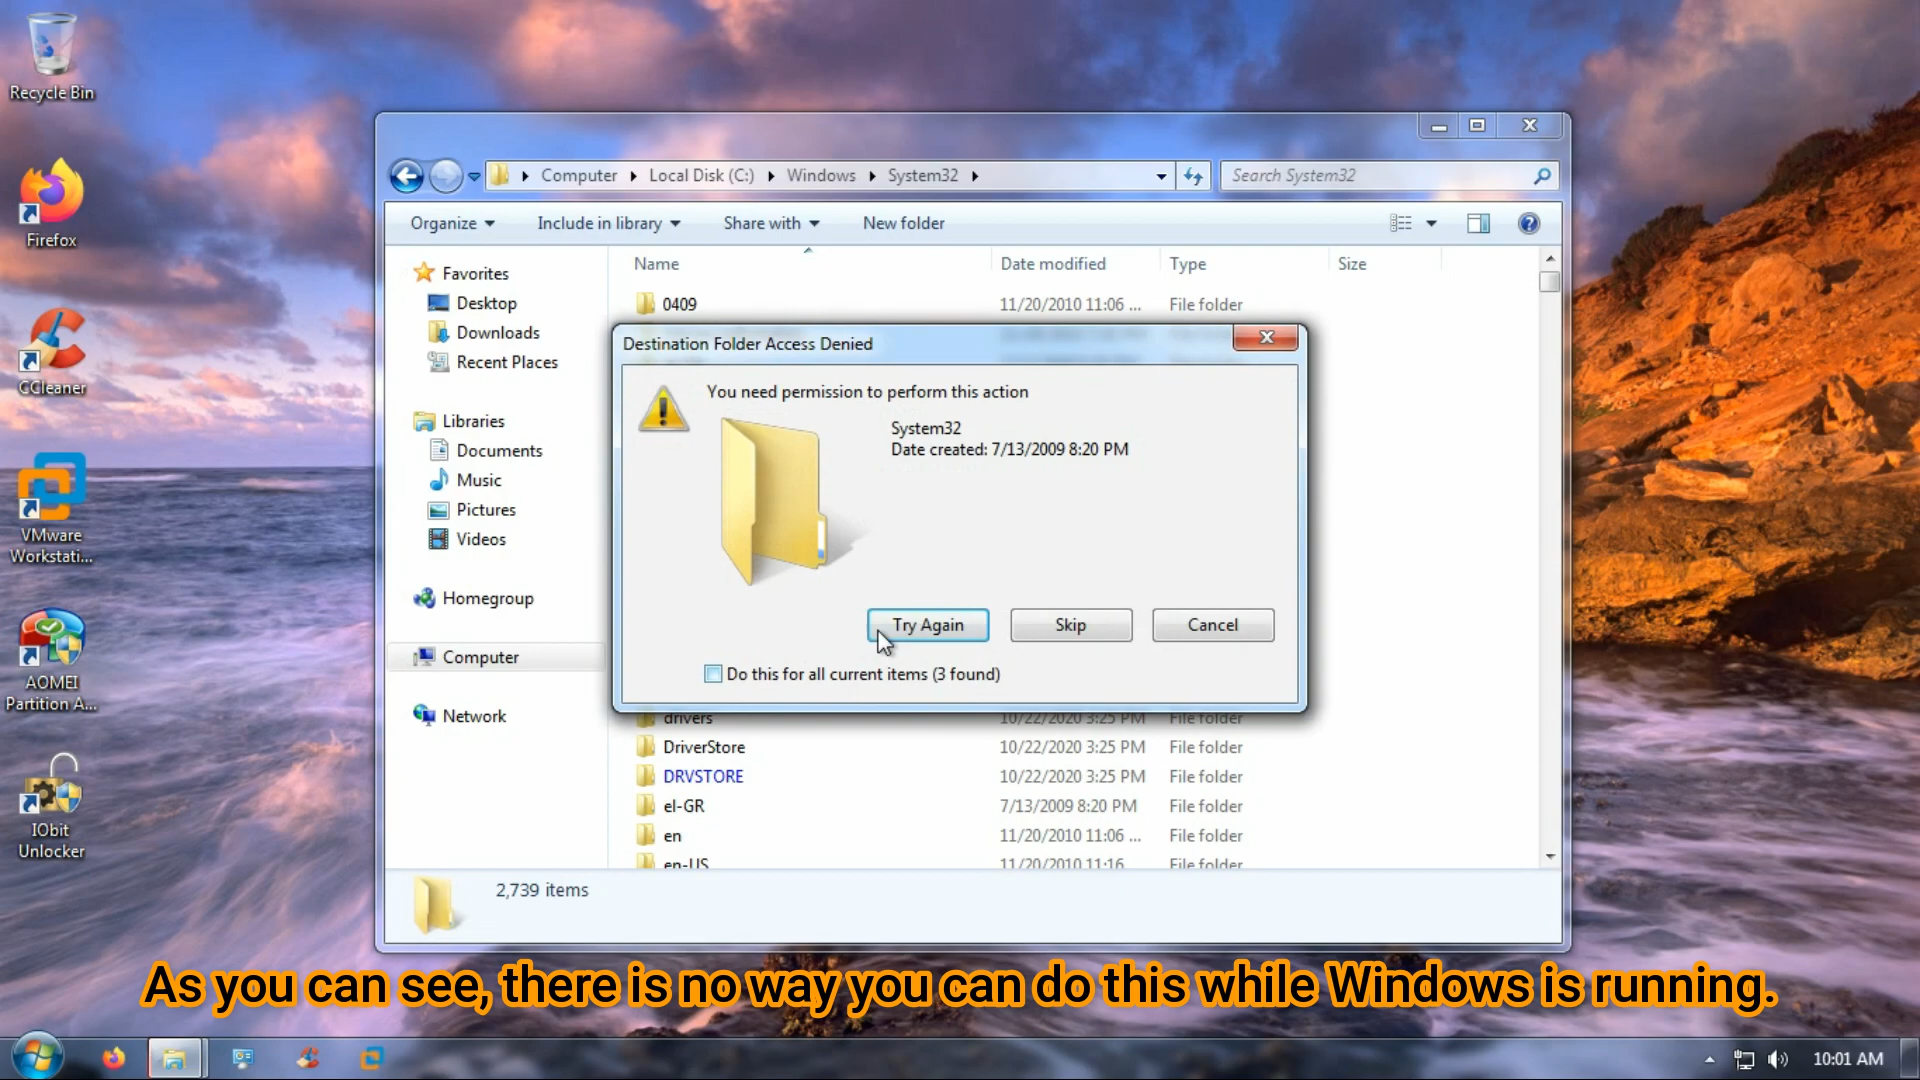 Recycle Bin
Firefox
CCleaner
VMware
Workstati...
AOMEI
Partition A...
IObit
Unlocker
Computer
Local Disk (C:)
Windows
System32
Search System32
Organize
Include in library
Share with
New folder
Favorites
Desktop
Downloads
Recent Places
Libraries
Documents
Music
Pictures
Videos
Homegroup
Computer
Network
Name
Date modified
Type
Size
0409 11/20/2010 11:06 ... File folder
Destination Folder Access Denied
You need permission to perform this action
System32
Date created: 7/13/2009 8:20 PM
Try Again
Skip
Cancel
Do this for all current items (3 found)
drivers 10/22/2020 3:25 PM File folder
DriverStore 10/22/2020 3:25 PM File folder
DRVSTORE 10/22/2020 3:25 PM File folder
el-GR 7/13/2009 8:20 PM File folder
en 11/20/2010 11:06 ... File folder
en-US 11/20/2010 11:16 File folder
2,739 items
As you can see, there is no way you can do this while Windows is running.
10:01 AM